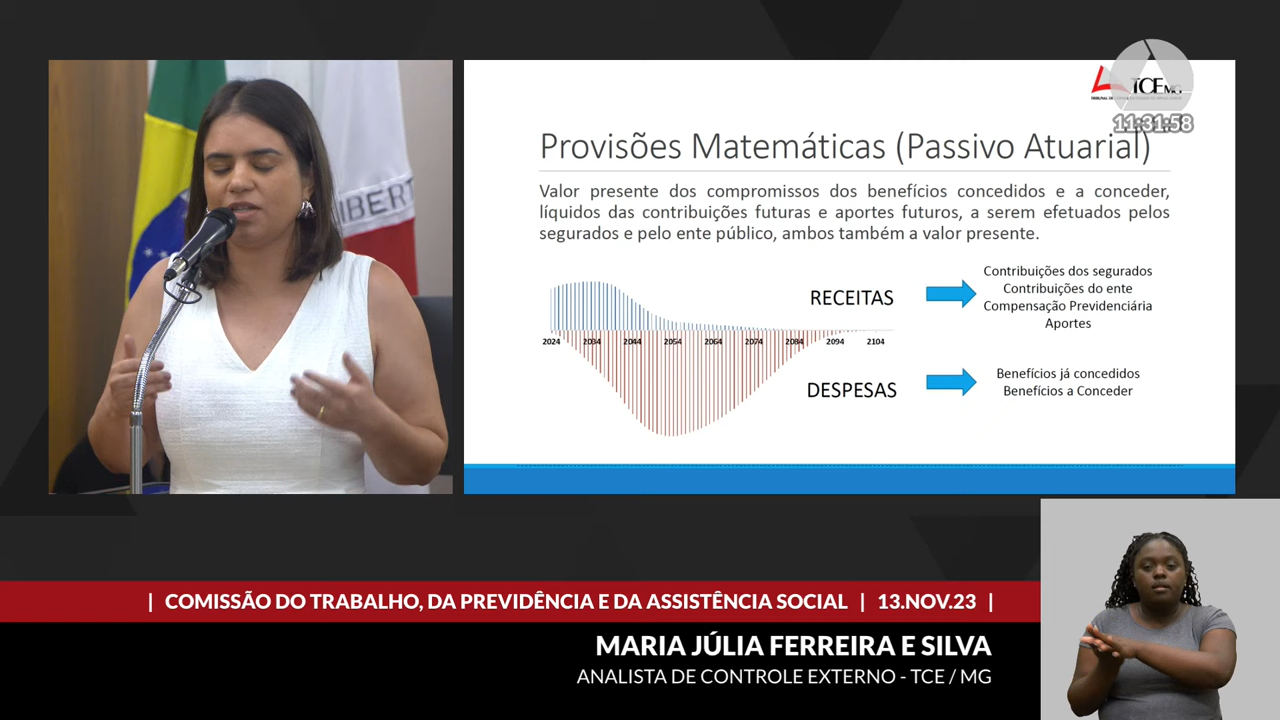 IBERT
TCEMG
11:31:58
Provisões Matemáticas (Passivo Atuarial)
Valor presente dos compromissos dos benefícios concedidos e a conceder,
líquidos das contribuições futuras e aportes futuros, a serem efetuados pelos
segurados e pelo ente público, ambos também a valor presente.
RECEITAS
Contribuições dos segurados
Contribuições do ente
Compensação Previdenciária
Aportes
2024 2034 2044 2054 2064 2074 2084 2094 2104
DESPESAS
Benefícios já concedidos
Benefícios a Conceder
| COMISSÃO DO TRABALHO, DA PREVIDÊNCIA E DA ASSISTÊNCIA SOCIAL | 13.NOV.23 |
MARIA JÚLIA FERREIRA E SILVA
ANALISTA DE CONTROLE EXTERNO - TCE / MG